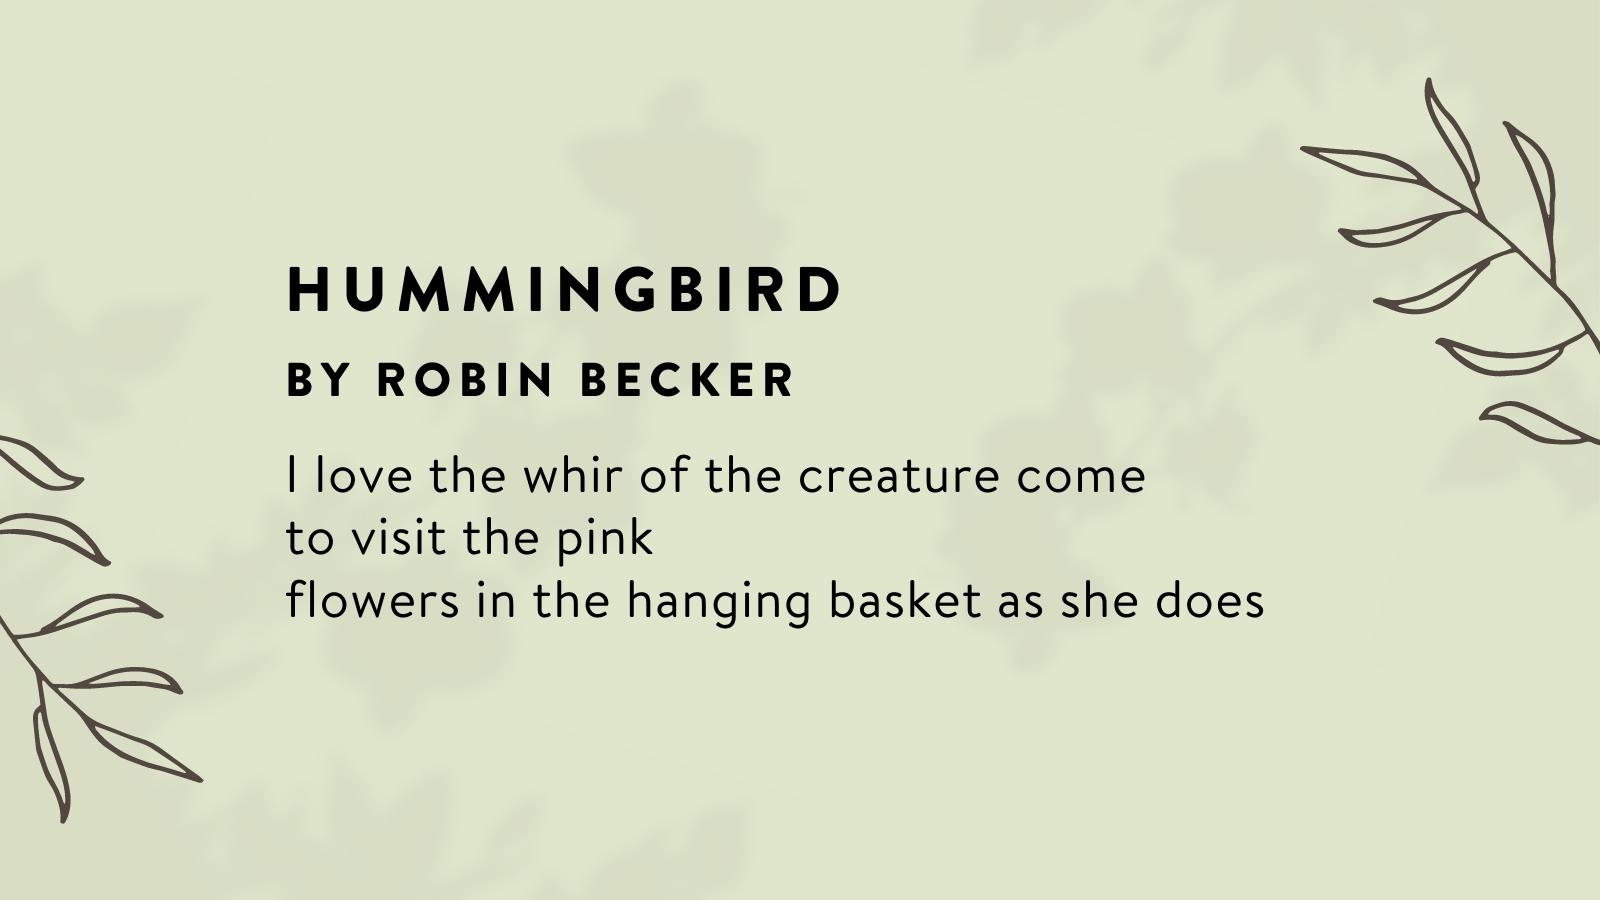 HUMMINGBIRD
BY ROBIN BECKER
I love the whir of the creature come
to visit the pink
flowers in the hanging basket as she does